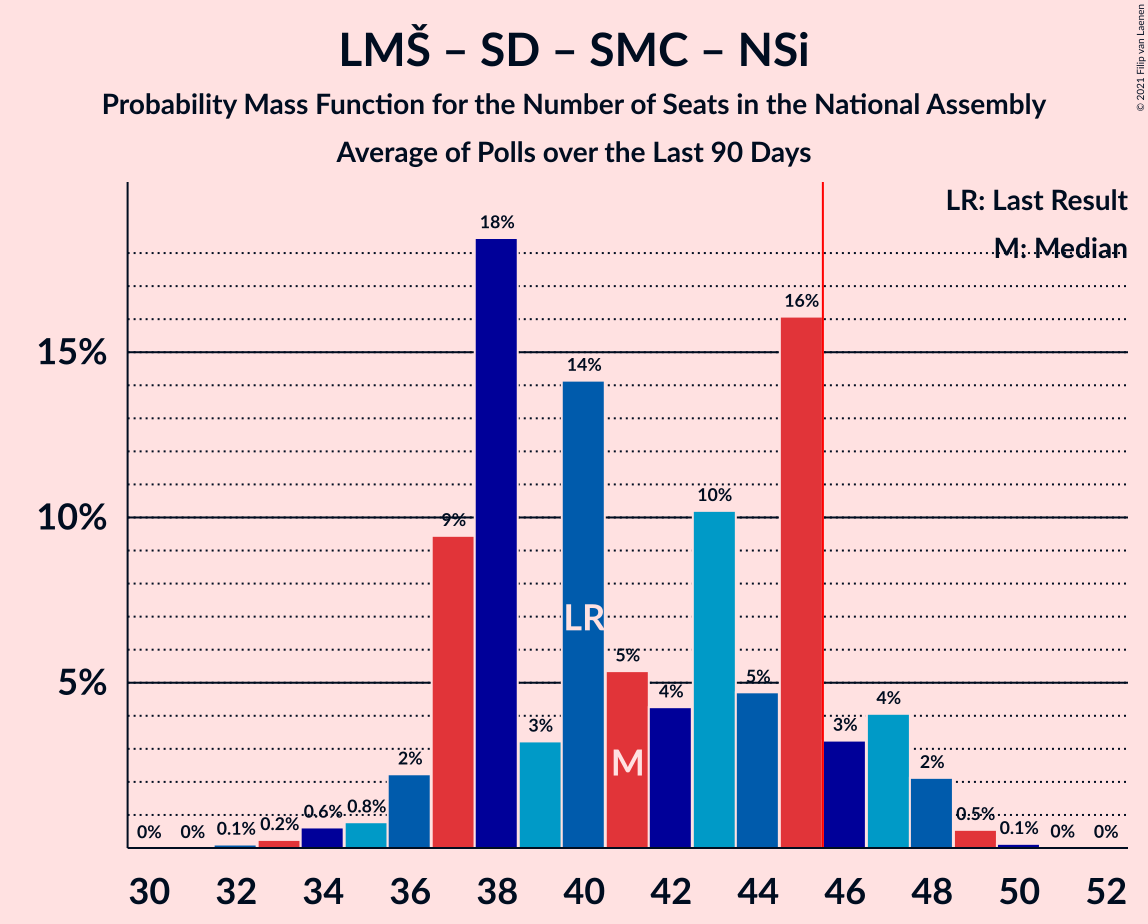 LMŠ – SD – SMC – NSi
Probability Mass Function for the Number of Seats in the National Assembly
Average of Polls over the Last 90 Days
© 2021 Filip van Laenen
LR: Last Result
M: Median
18%
16%
15%
14%
10%
10%
9%
LR
5%
5%
5%
4%
4%
3%
3%
M
2%
2%
0% 0% 0.1% 0.2% 0.6% 0.8% 0.5% 0.1% 0% 0%
30 32 34 36 38 40 42 44 46 48 50 52